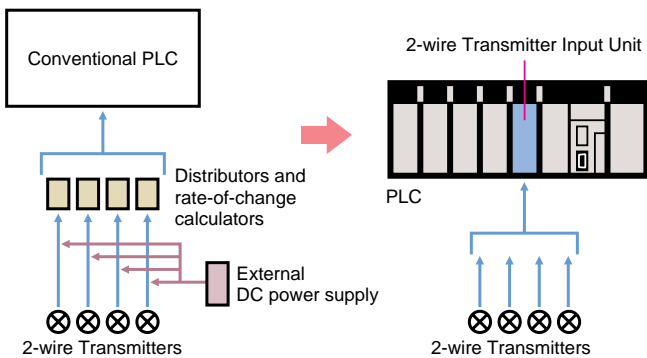 Conventional PLC
Distributors and
rate-of-change
calculators
External
DC power supply
2-wire Transmitters
2-wire Transmitter Input Unit
PLC
2-wire Transmitters